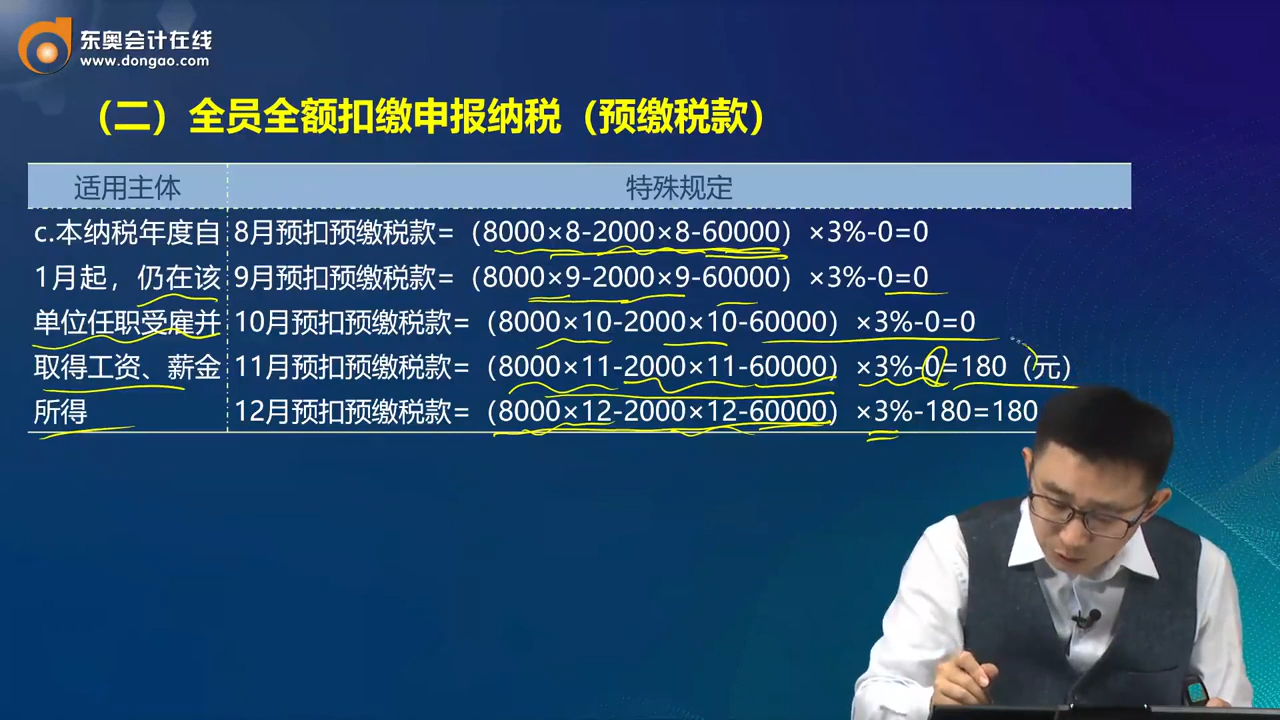 东奥会计在线
www.dongao.com
（二）全员全额扣缴申报纳税（预缴税款）
适用主体 特殊规定
c.本纳税年度自 8月预扣预缴税款=（8000×8-2000×8-60000）×3%-0=0
1月起，仍在该 9月预扣预缴税款=（8000×9-2000×9-60000）×3%-0=0
单位任职受雇并 10月预扣预缴税款=（8000×10-2000×10-60000）×3%-0=0
取得工资、薪金 11月预扣预缴税款=（8000×11-2000×11-60000）×3%-0=180（元）
所得 12月预扣预缴税款=（8000×12-2000×12-60000）×3%-180=180